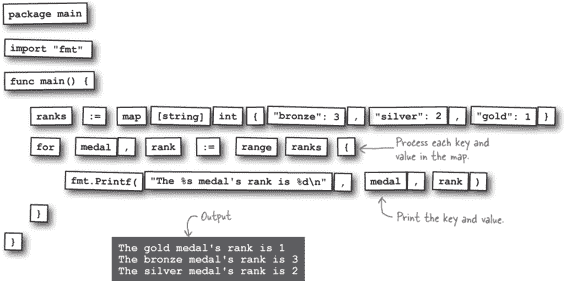 package main
import "fmt"
func main() {
ranks := map [string] int { "bronze": 3 , "silver": 2 , "gold": 1 }
for medal , rank := range ranks {
Process each key and
value in the map.
fmt.Printf( "The %s medal's rank is %d\n" , medal , rank )
Print the key and value.
}
}
Output
The gold medal's rank is 1
The bronze medal's rank is 3
The silver medal's rank is 2